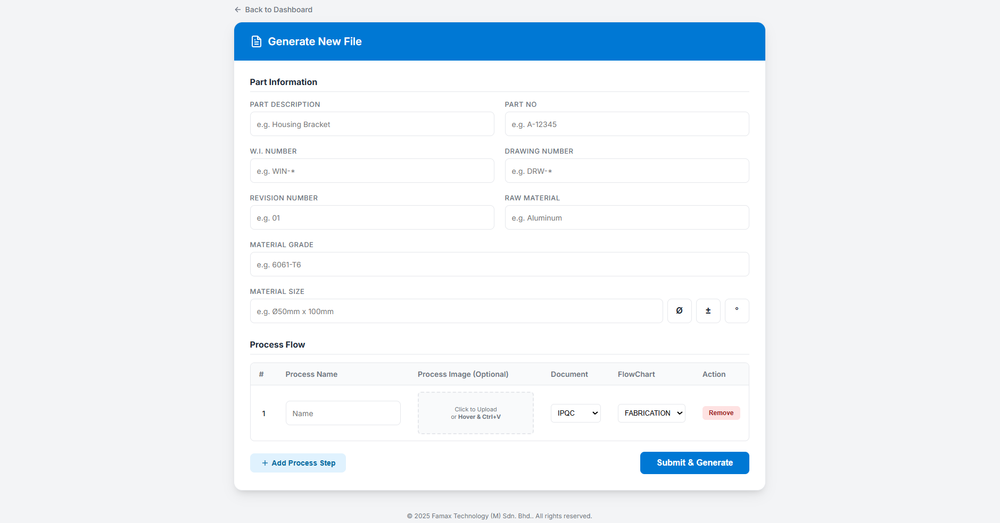 Back to Dashboard
Generate New File
Part Information
PART DESCRIPTION
PART NO
e.g. Housing Bracket
e.g. A-12345
W.I. NUMBER
DRAWING NUMBER
e.g. WIN-*
e.g. DRW-*
REVISION NUMBER
RAW MATERIAL
e.g. 01
e.g. Aluminum
MATERIAL GRADE
e.g. 6061-T6
MATERIAL SIZE
e.g. Ø50mm x 100mm
Ø
±
°
Process Flow
# Process Name Process Image (Optional) Document FlowChart Action
1
Name
Click to Upload
or Hover & Ctrl+V
IPQC
FABRICATION
Remove
+ Add Process Step
Submit & Generate
© 2025 Famax Technology (M) Sdn. Bhd.. All rights reserved.